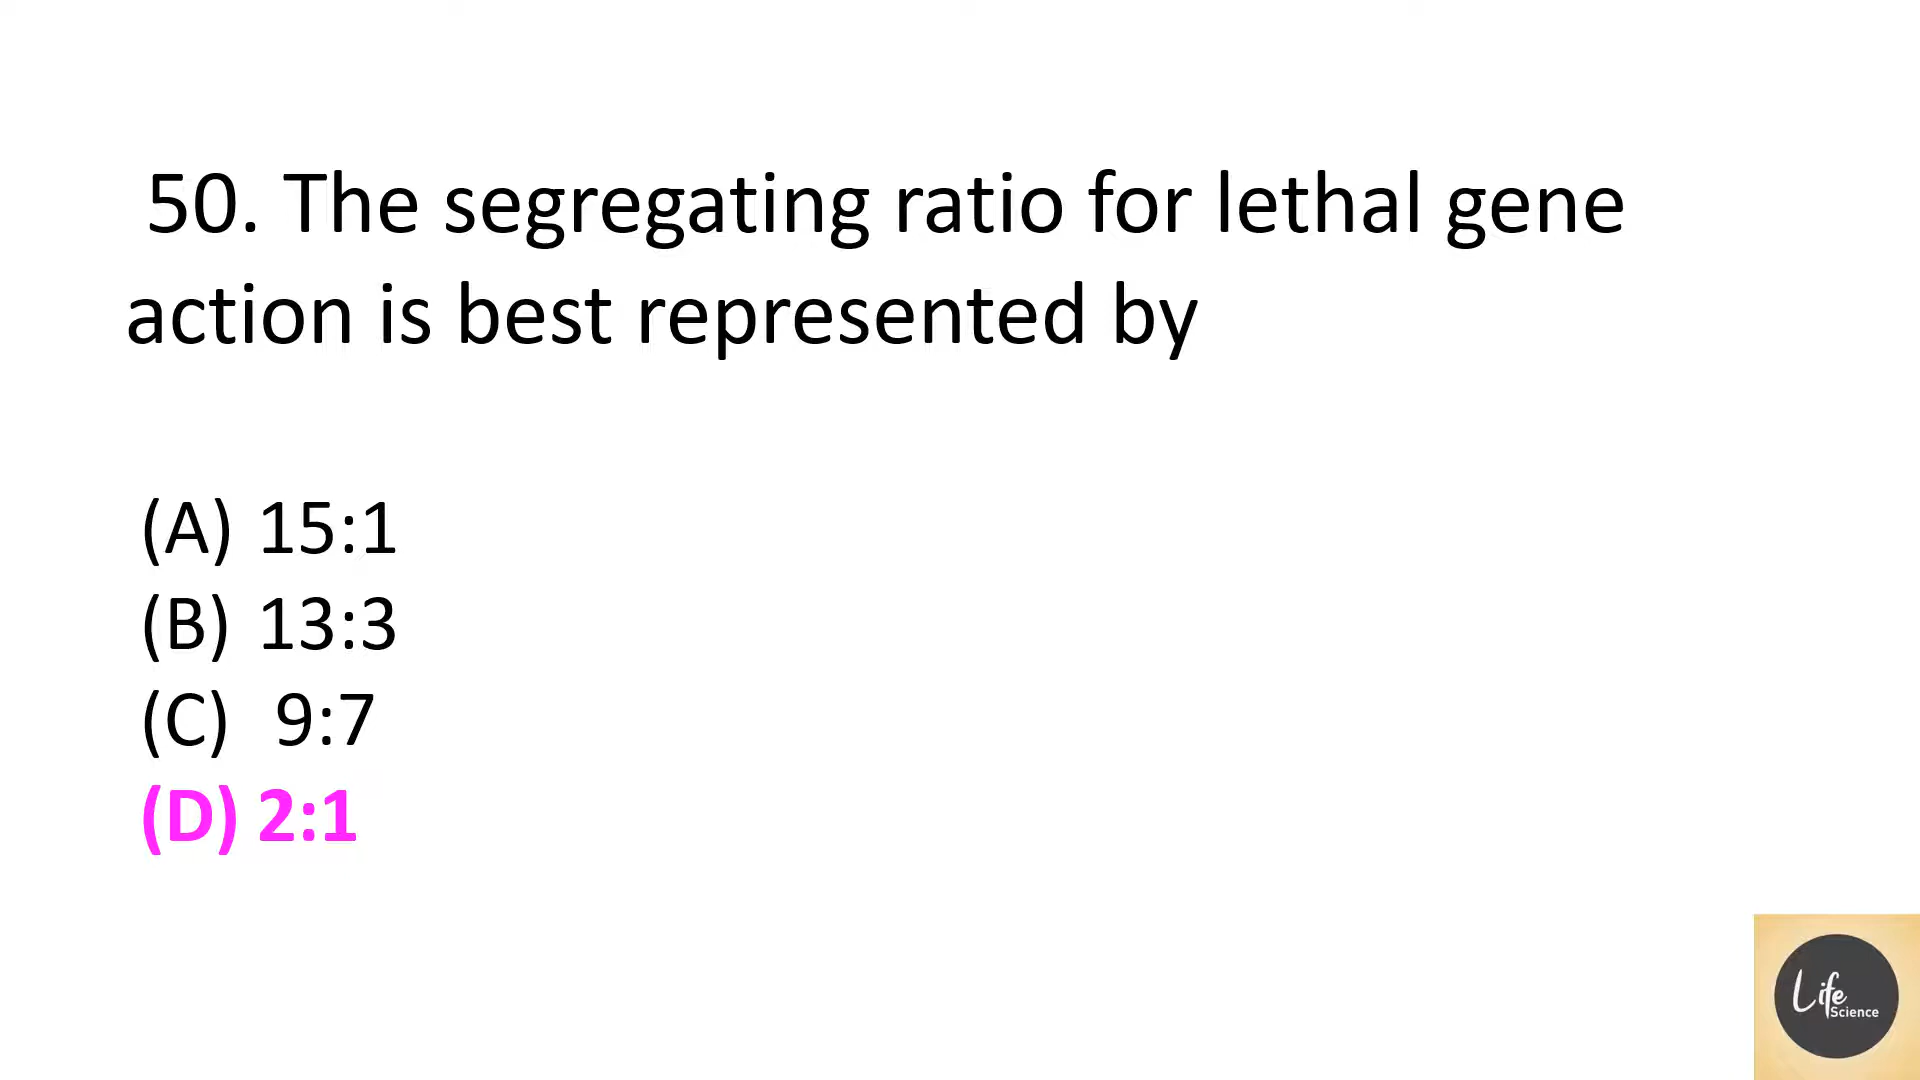 50. The segregating ratio for lethal gene
action is best represented by
(A) 15:1
(B) 13:3
(C) 9:7
(D) 2:1
Life
Science